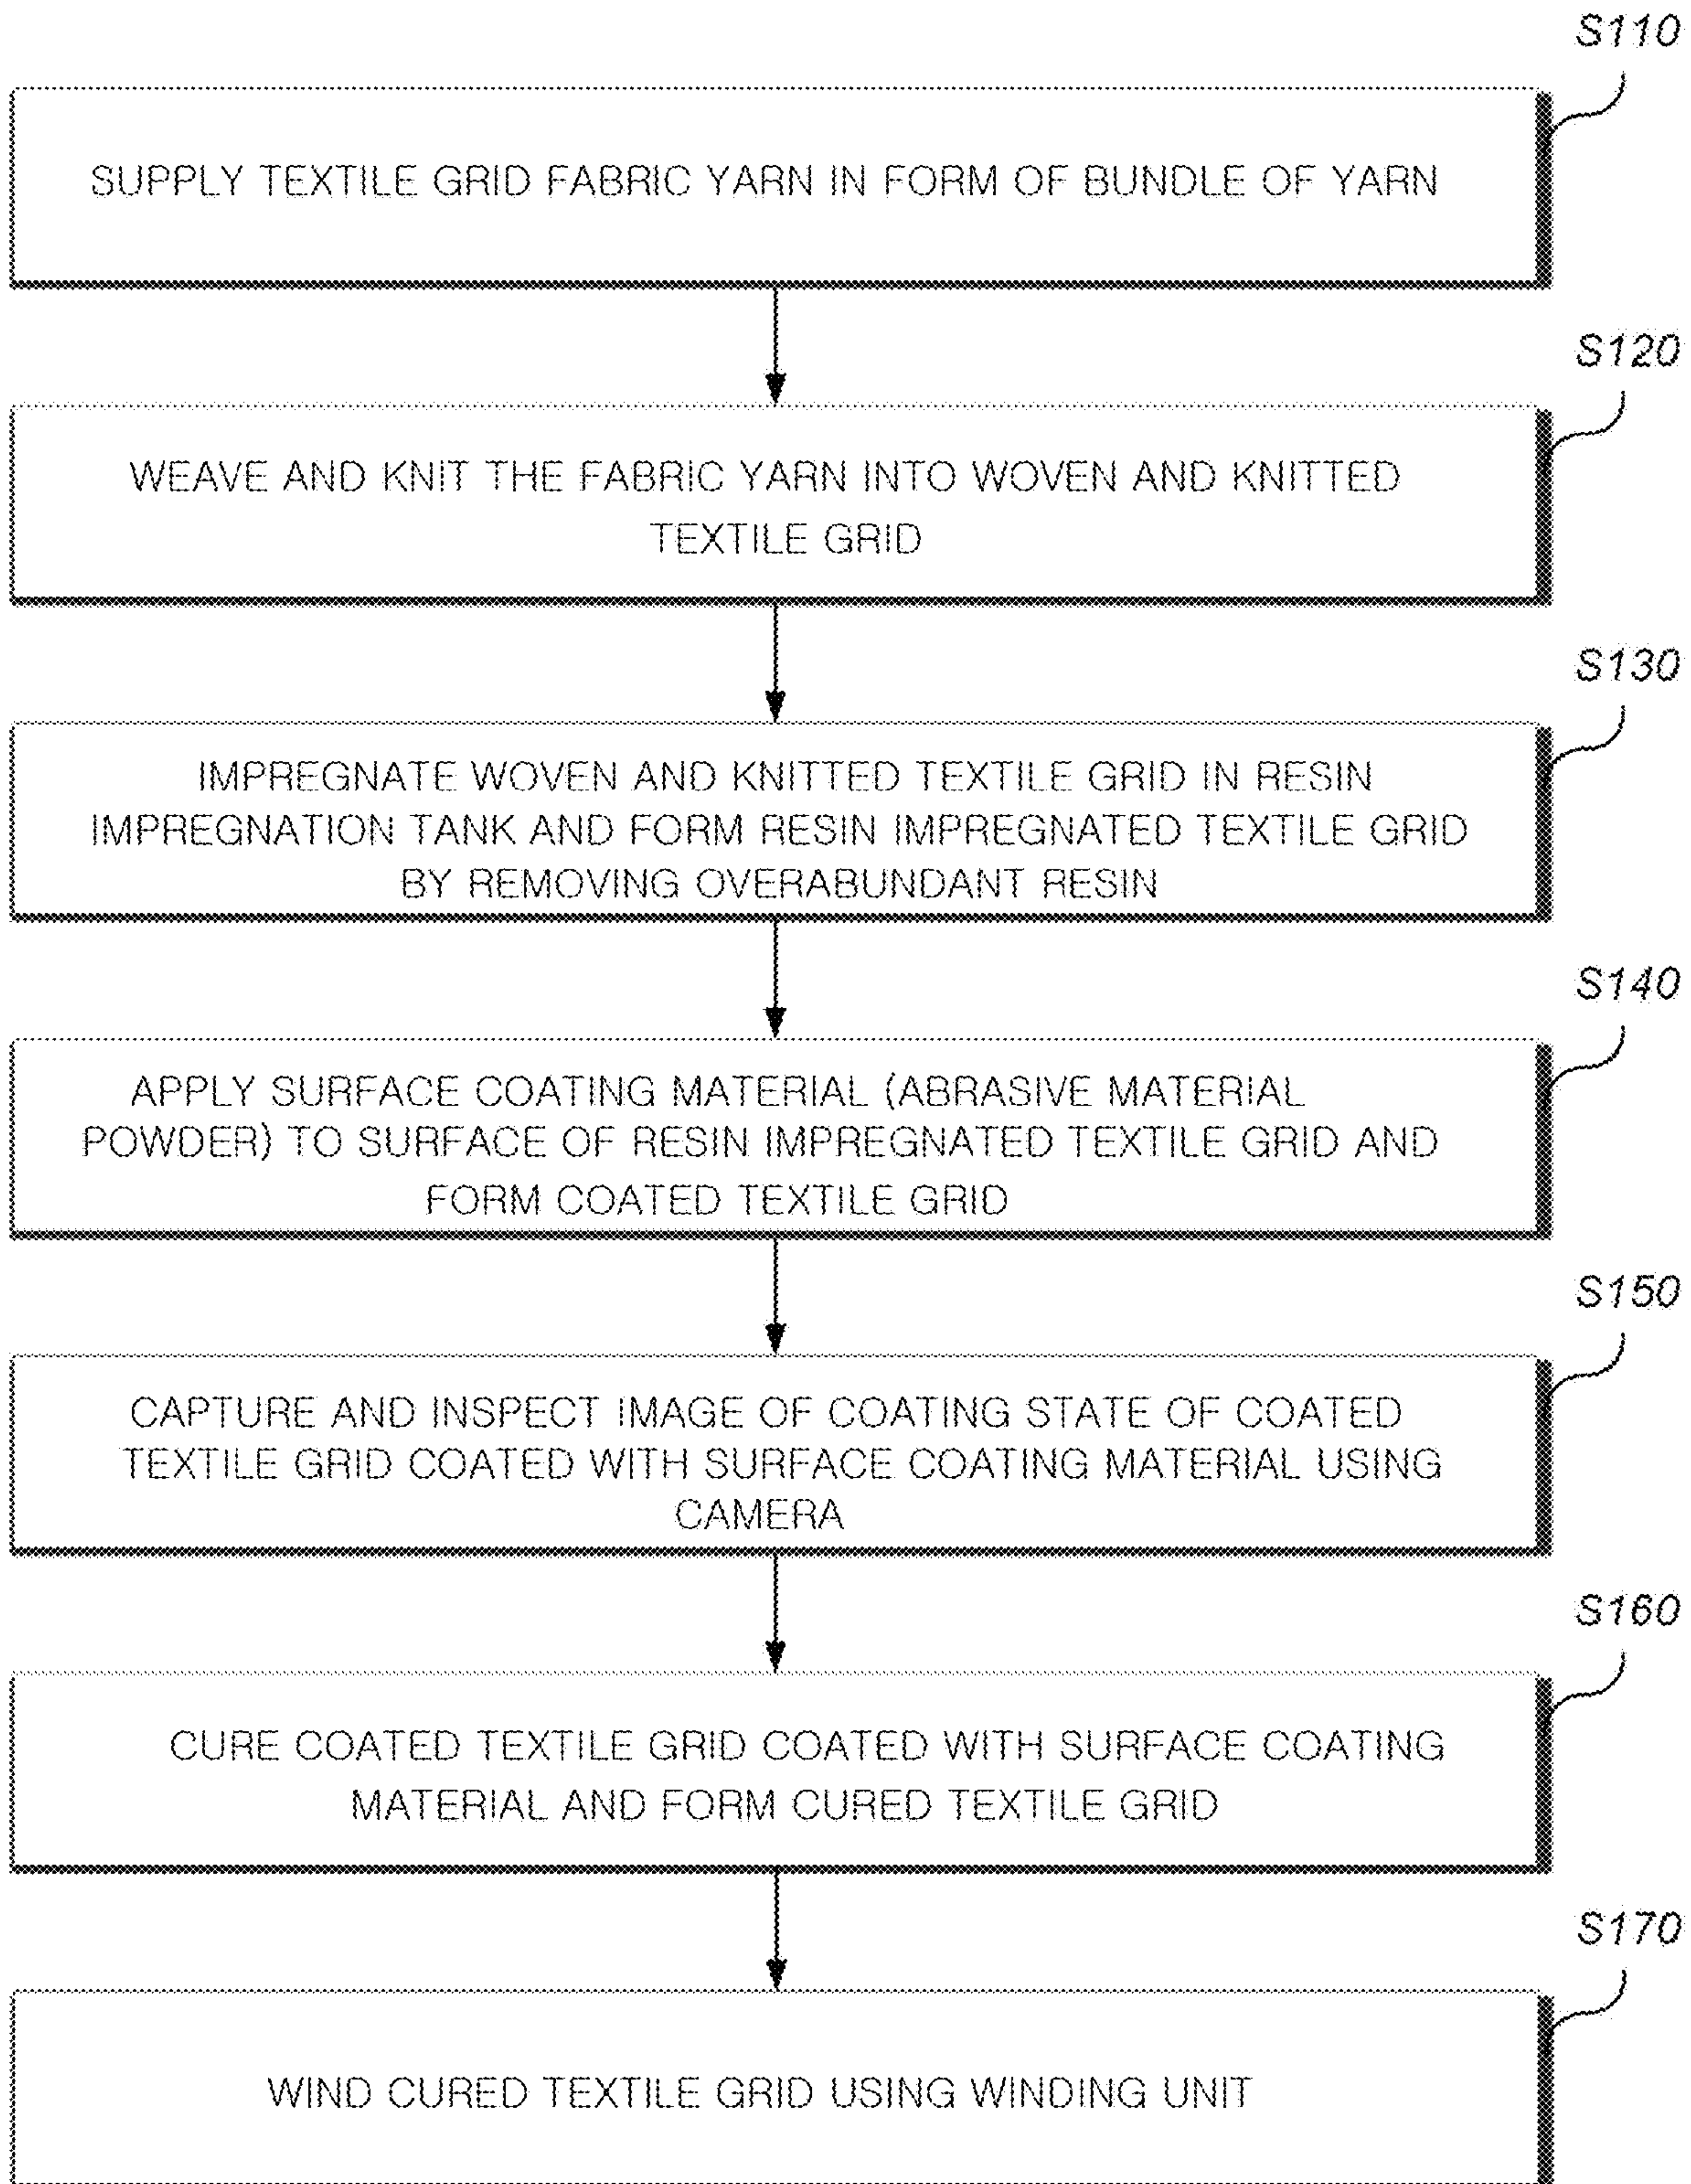 S110
SUPPLY TEXTILE GRID FABRIC YARN IN FORM OF BUNDLE OF YARN
S120
WEAVE AND KNIT THE FABRIC YARN INTO WOVEN AND KNITTED
TEXTILE GRID
S130
IMPREGNATE WOVEN AND KNITTED TEXTILE GRID IN RESIN
IMPREGNATION TANK AND FORM RESIN IMPREGNATED TEXTILE GRID
BY REMOVING OVERABUNDANT RESIN
S140
APPLY SURFACE COATING MATERIAL (ABRASIVE MATERIAL
POWDER) TO SURFACE OF RESIN IMPREGNATED TEXTILE GRID AND
FORM COATED TEXTILE GRID
S150
CAPTURE AND INSPECT IMAGE OF COATING STATE OF COATED
TEXTILE GRID COATED WITH SURFACE COATING MATERIAL USING
CAMERA
S160
CURE COATED TEXTILE GRID COATED WITH SURFACE COATING
MATERIAL AND FORM CURED TEXTILE GRID
S170
WIND CURED TEXTILE GRID USING WINDING UNIT